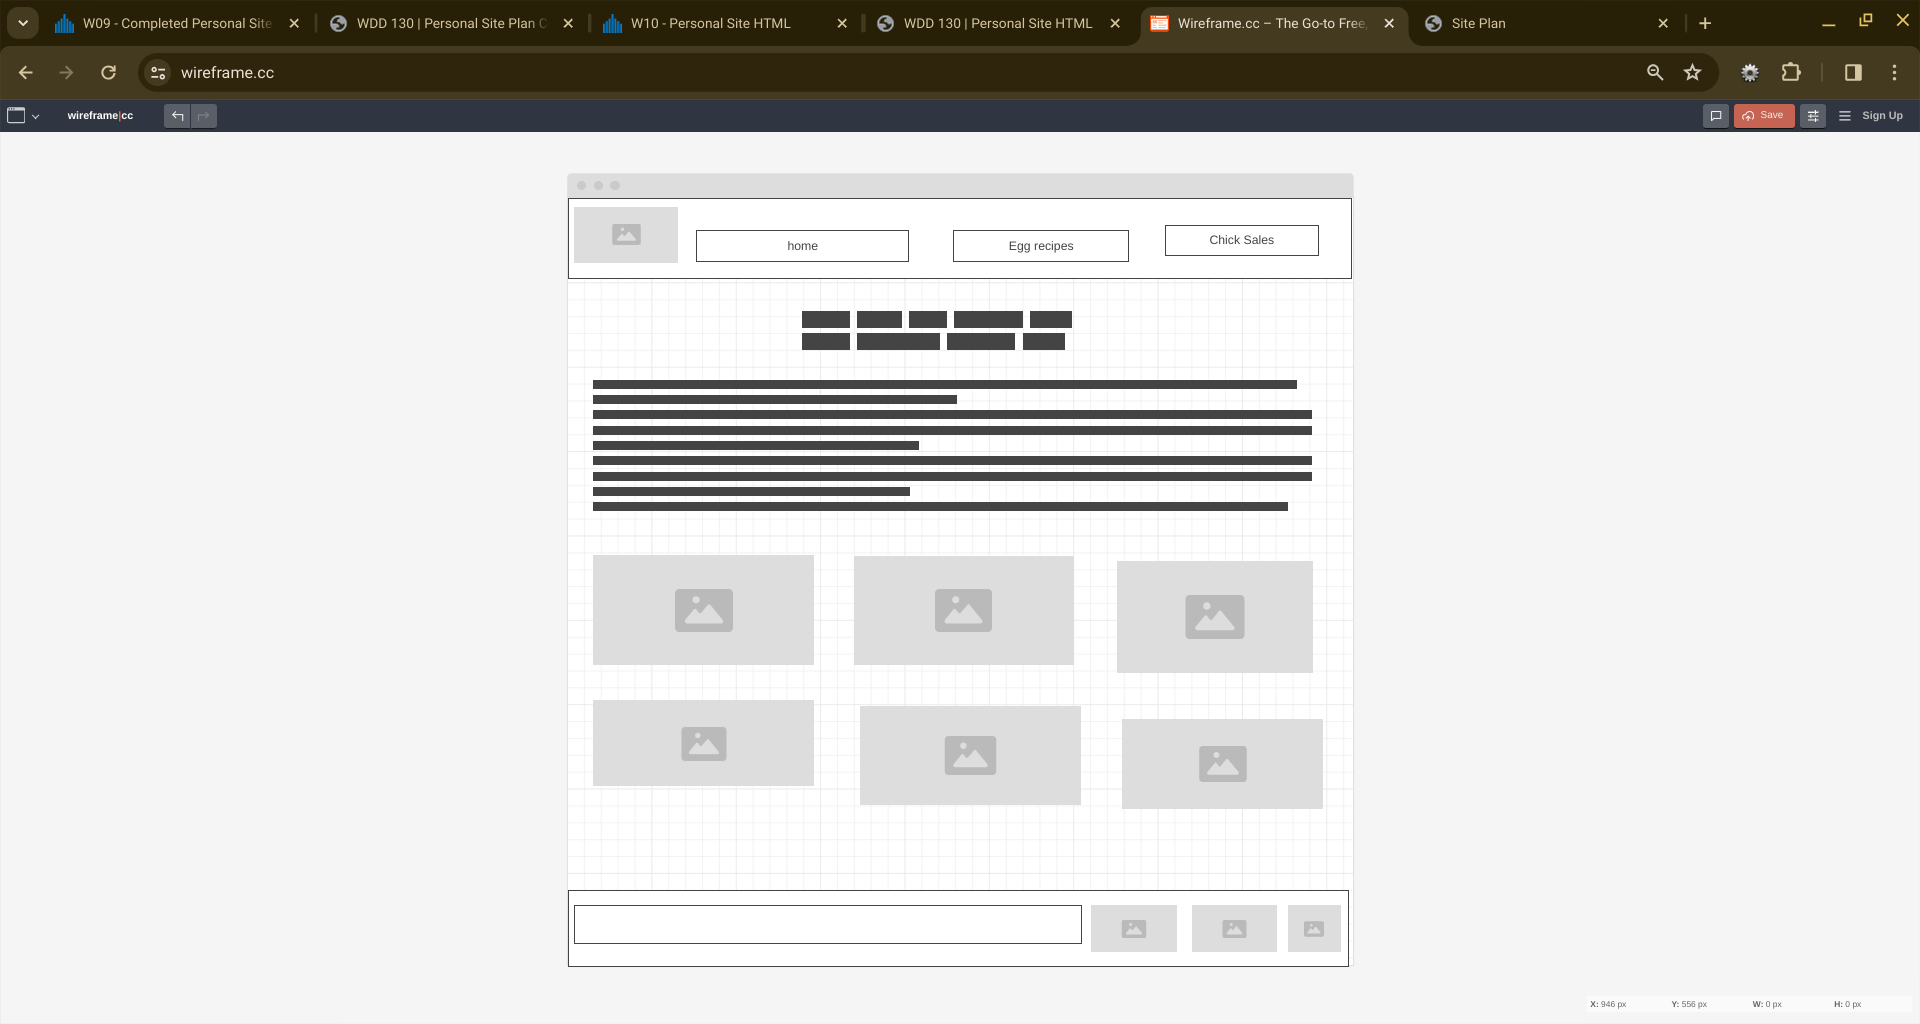 W09 - Completed Personal Site
WDD 130 | Personal Site Plan
W10 - Personal Site HTML
WDD 130 | Personal Site HTML
Wireframe.cc – The Go-to Free,
Site Plan
wireframe.cc
wireframe|cc
Save
Sign Up
home
Egg recipes
Chick Sales
X: 946 px
Y: 556 px
W: 0 px
H: 0 px